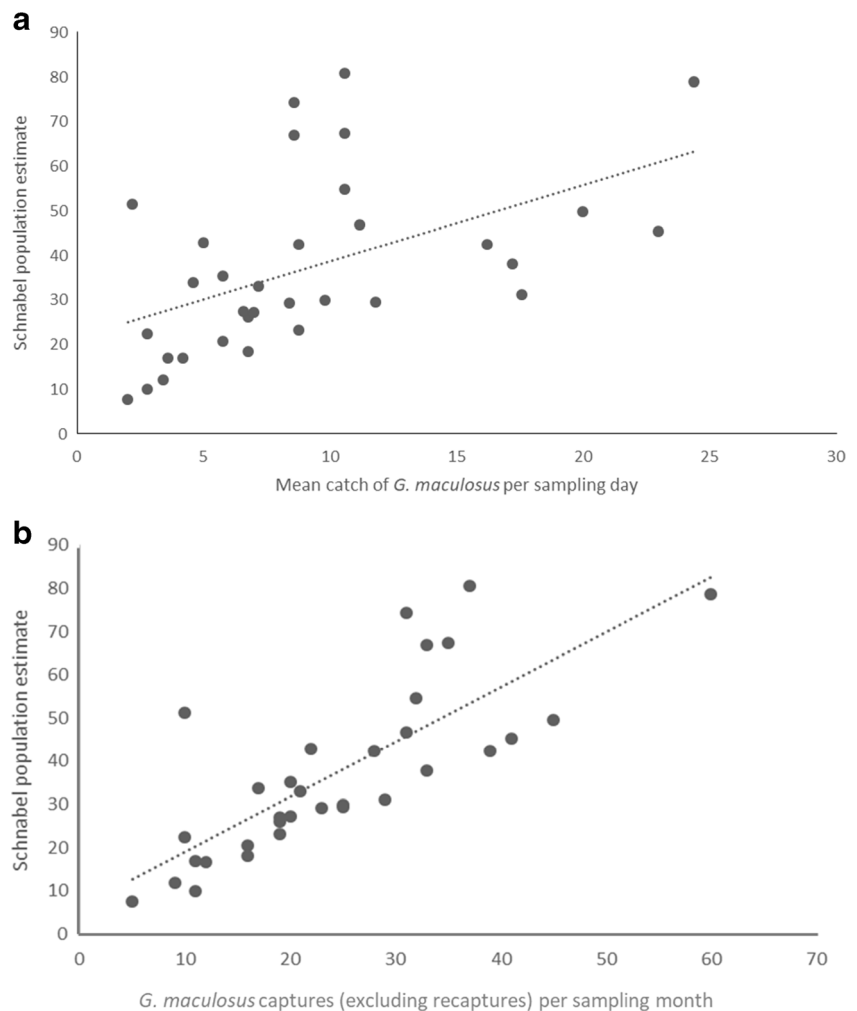 a
Schnabel population estimate
90
80
70
60
50
40
30
20
10
0
0 5 10 15 20 25 30
Mean catch of G. maculosus per sampling day
b
Schnabel population estimate
90
80
70
60
50
40
30
20
10
0
0 10 20 30 40 50 60 70
G. maculosus captures (excluding recaptures) per sampling month